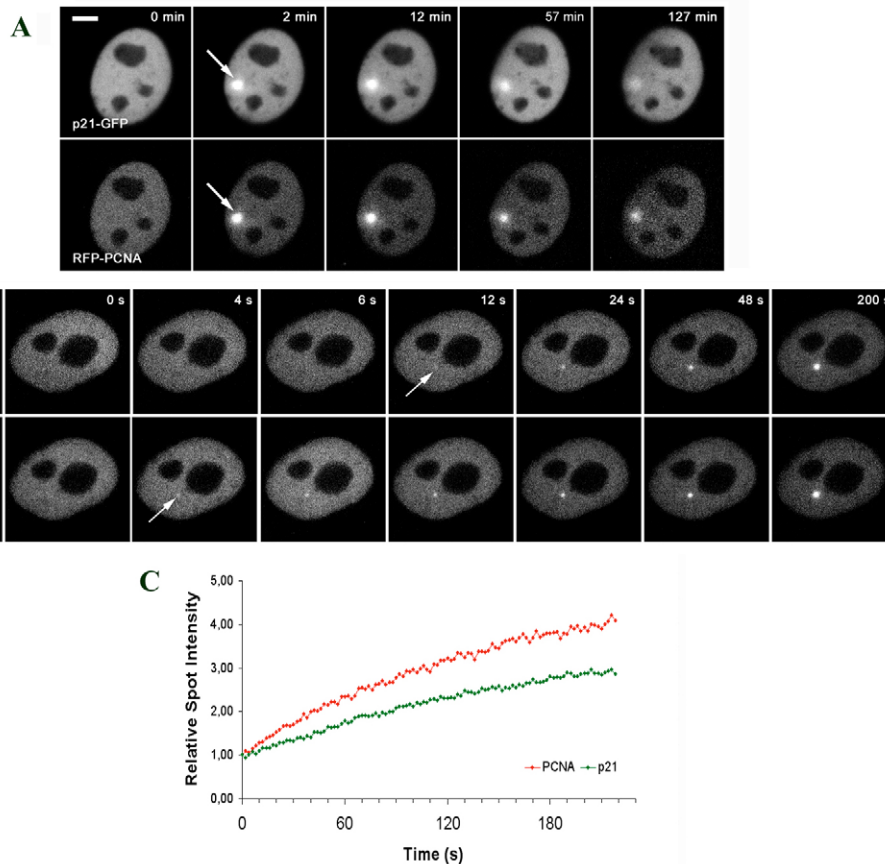 A
0 min 2 min 12 min 57 min 127 min
p21-GFP
RFP-PCNA
0 s 4 s 6 s 12 s 24 s 48 s 200 s
C
5,00
4,00
3,00
2,00
1,00
0,00
Relative Spot Intensity
PCNA p21
0 60 120 180
Time (s)